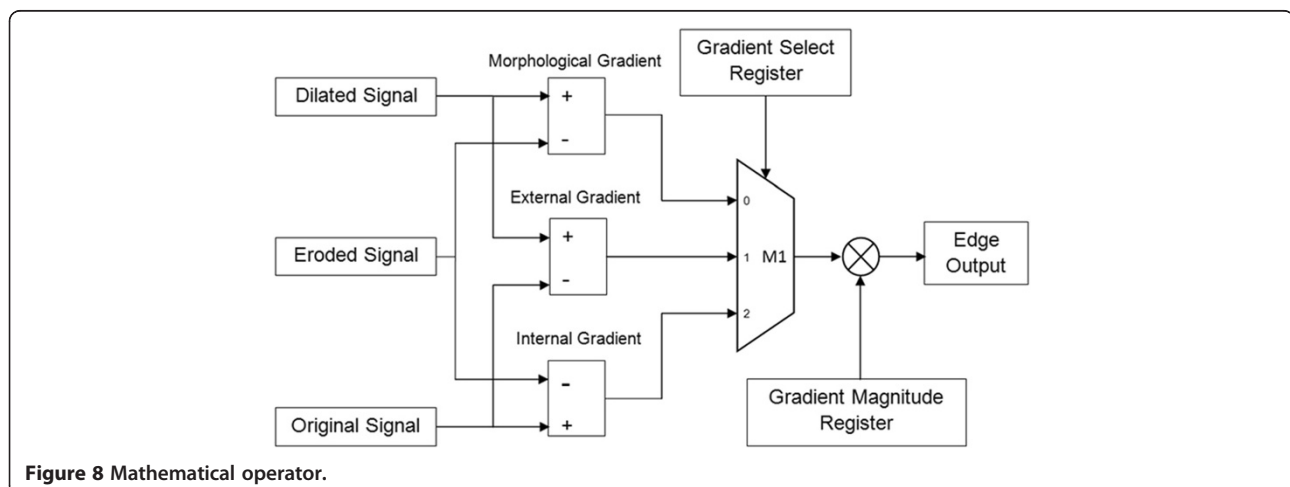 Gradient Select
Register
Morphological Gradient
Dilated Signal
+
-
0
External Gradient
Eroded Signal
+
-
1 M1
Edge
Output
2
Internal Gradient
Original Signal
-
+
Gradient Magnitude
Register
Figure 8 Mathematical operator.